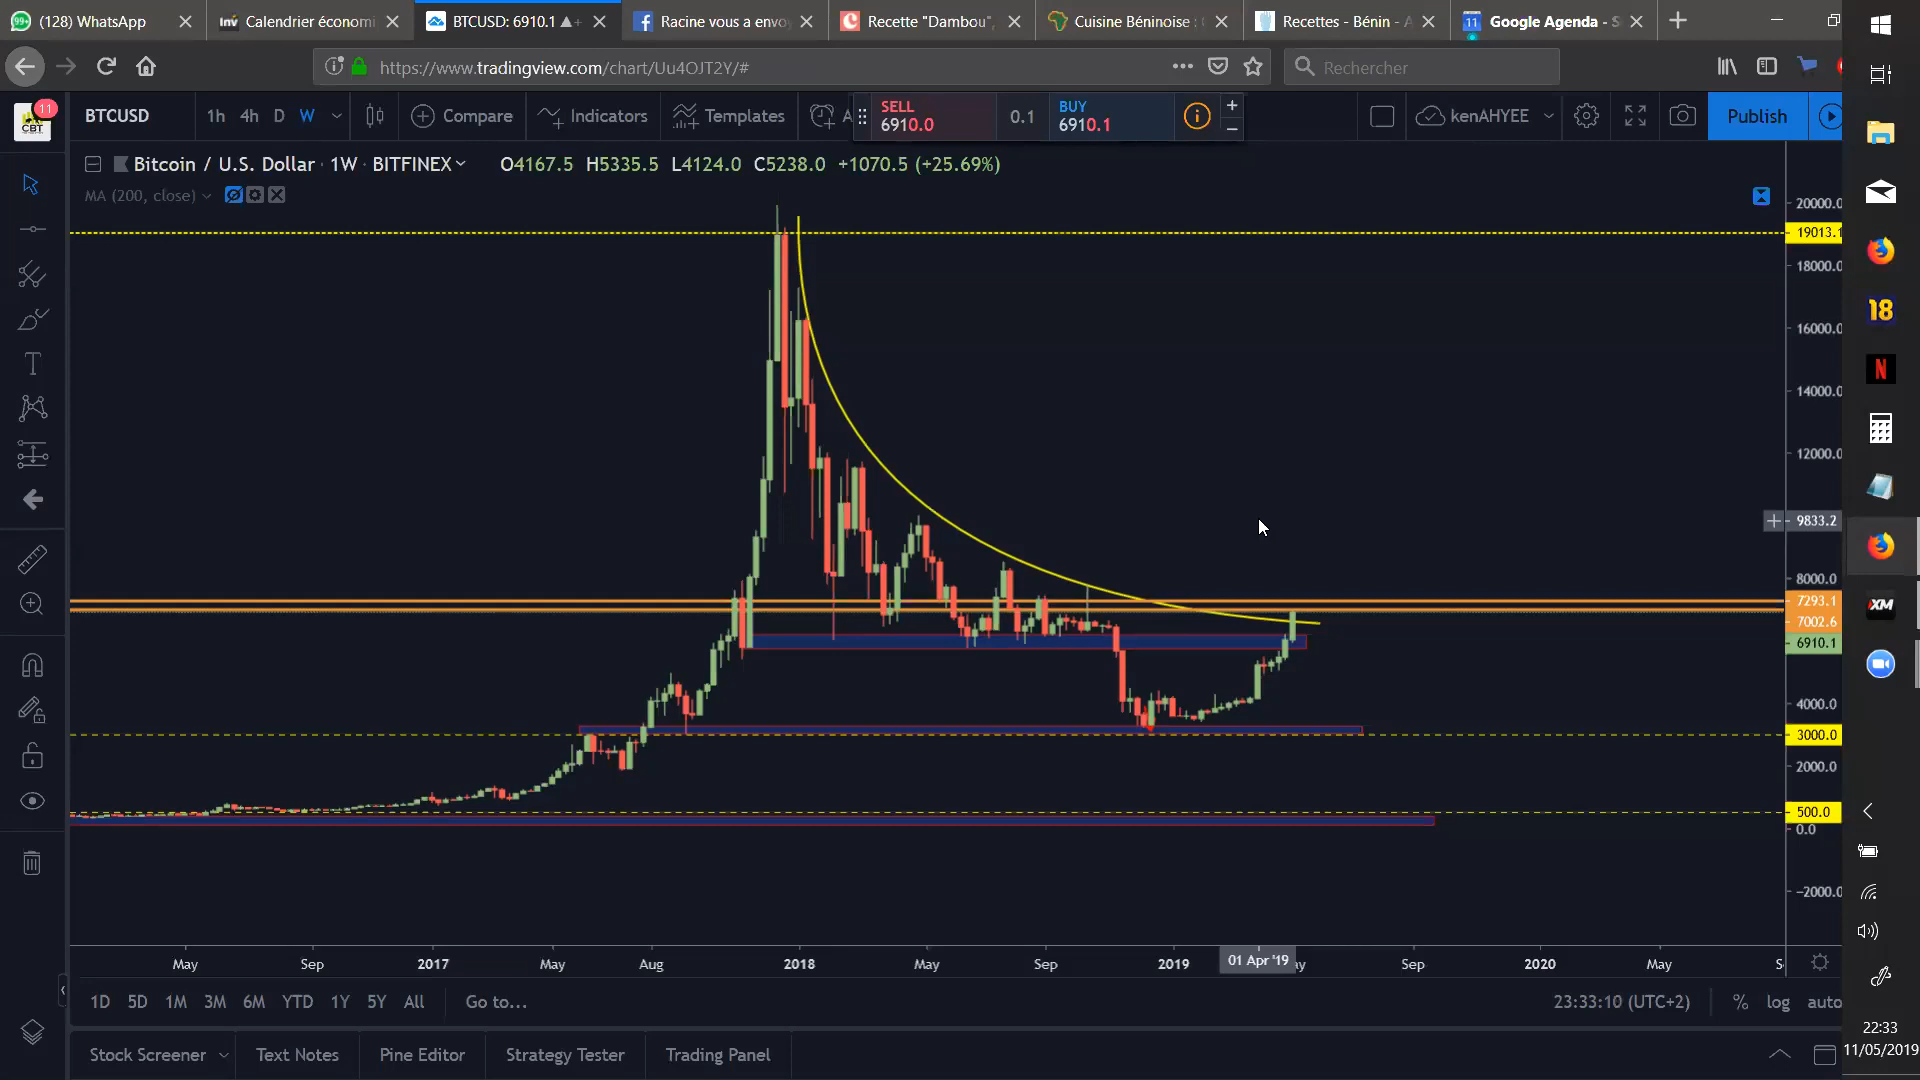 (128) WhatsApp
Calendrier économi
BTCUSD: 6910.1 ▲+
Racine vous a envoy
Recette "Dambou",
Cuisine Béninoise :
Recettes - Bénin - A
Google Agenda - S
https://www.tradingview.com/chart/Uu4OJT2Y/#
Rechercher
11
CBT
BTCUSD
1h 4h D W
Compare
Indicators
Templates
A
SELL
6910.0
0.1
BUY
6910.1
kenAHYEE
Publish
Bitcoin / U.S. Dollar · 1W · BITFINEX
O4167.5 H5335.5 L4124.0 C5238.0 +1070.5 (+25.69%)
MA (200, close)
20000.0
19013.1
18000.0
16000.0
14000.0
12000.0
9833.2
8000.0
7293.1
7002.6
6910.1
4000.0
3000.0
2000.0
500.0
0.0
−2000.0
May Sep 2017 May Aug 2018 May Sep 2019 01 Apr '19 Sep 2020 May
1D 5D 1M 3M 6M YTD 1Y 5Y All
Go to...
23:33:10 (UTC+2)
% log auto
Stock Screener
Text Notes
Pine Editor
Strategy Tester
Trading Panel
18
N
XM
22:33
11/05/2019